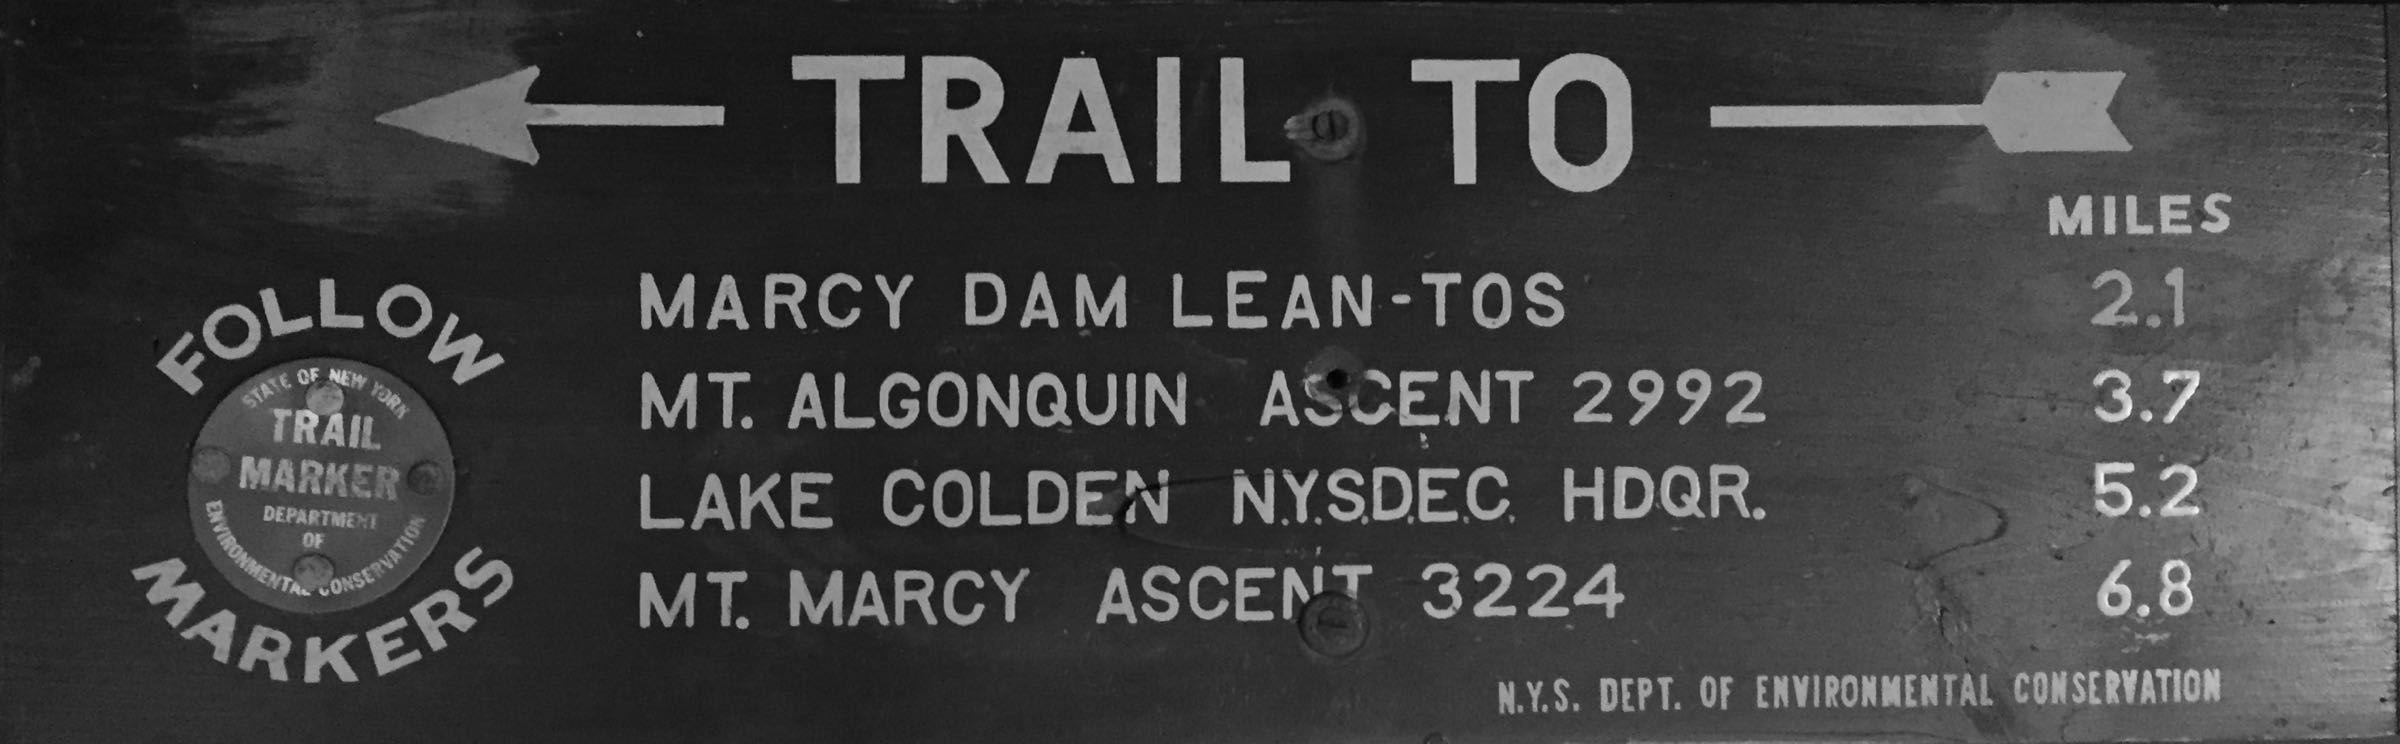 TRAIL TO
MILES
MARCY DAM LEAN-TOS 2.1
MT. ALGONQUIN ASCENT 2992 3.7
LAKE COLDEN N.Y.S.D.E.C. HDQR. 5.2
MT. MARCY ASCENT 3224 6.8
FOLLOW
STATE OF NEW YORK
TRAIL
MARKER
DEPARTMENT
OF
ENVIRONMENTAL CONSERVATION
MARKERS
N.Y.S. DEPT. OF ENVIRONMENTAL CONSERVATION